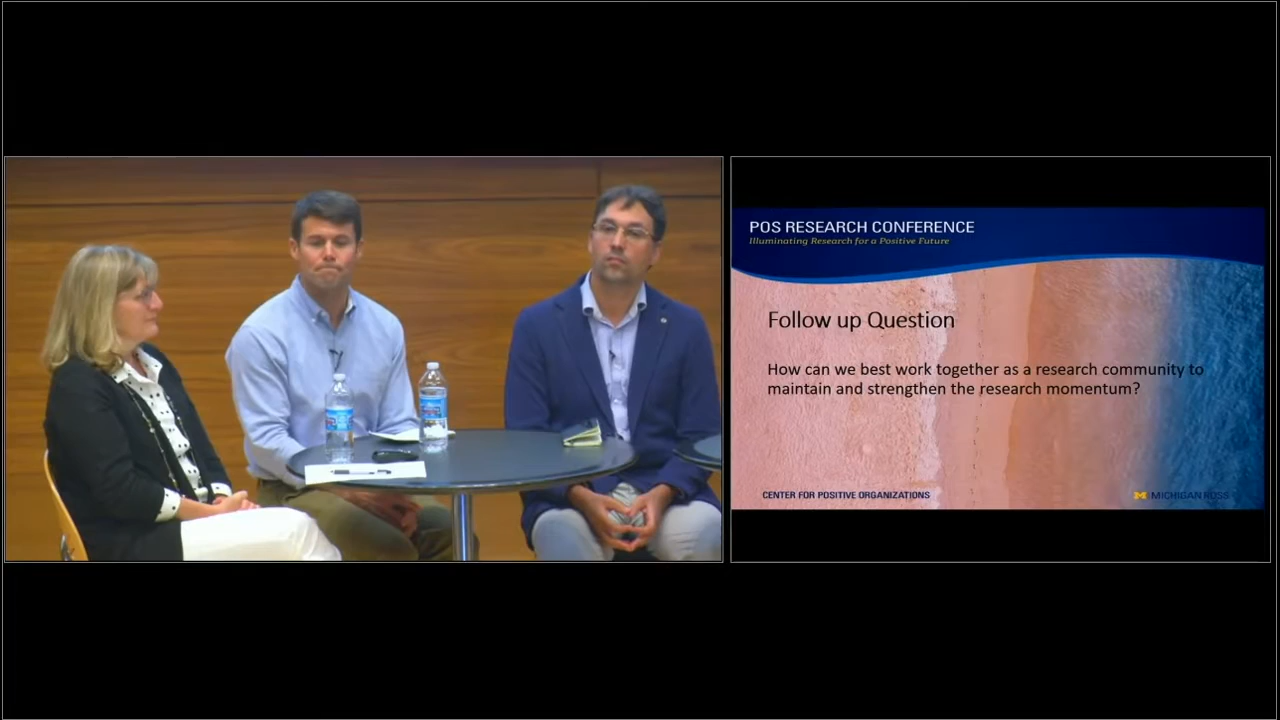 POS RESEARCH CONFERENCE
Illuminating Research for a Positive Future
Follow up Question
How can we best work together as a research community to
maintain and strengthen the research momentum?
CENTER FOR POSITIVE ORGANIZATIONS
M MICHIGAN ROSS